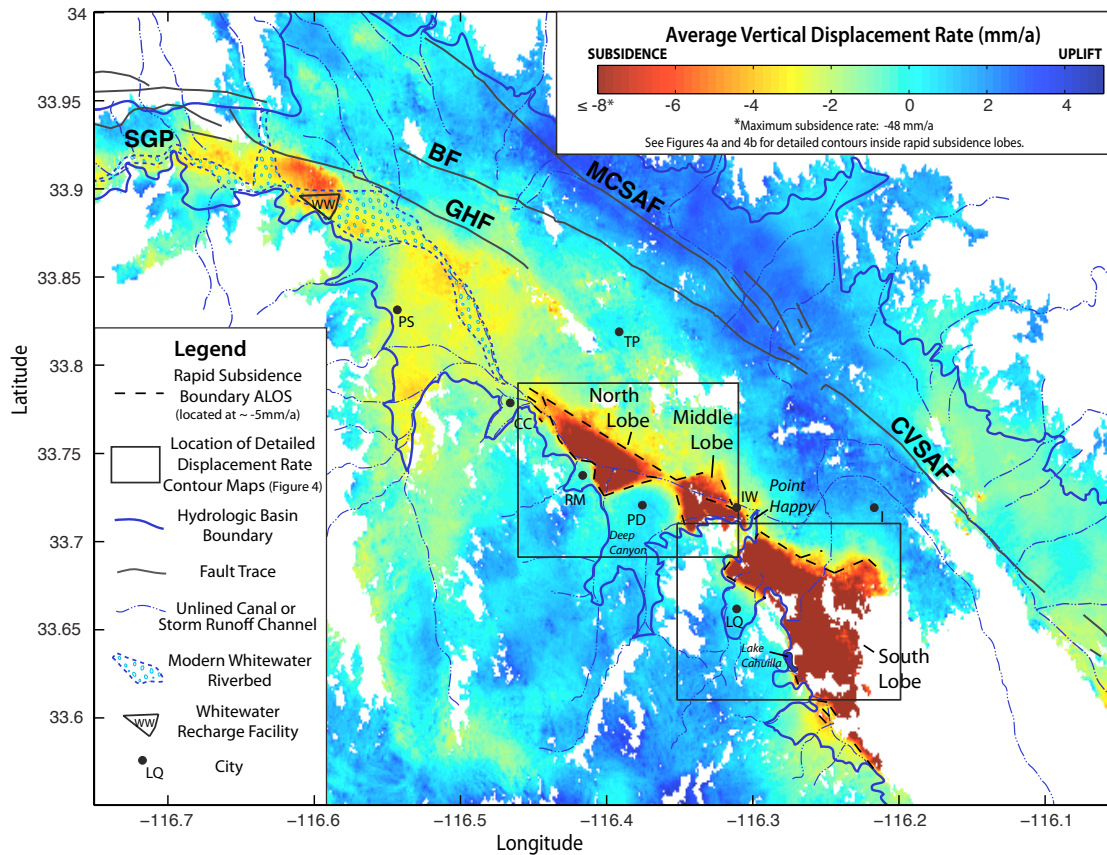 34
33.95
33.9
33.85
33.8
33.75
33.7
33.65
33.6
Latitude
−116.7
−116.6
−116.5
−116.4
−116.3
−116.2
−116.1
Longitude
Average Vertical Displacement Rate (mm/a)
SUBSIDENCE
UPLIFT
≤ -8*
-6
-4
-2
0
2
4
*Maximum subsidence rate: -48 mm/a
See Figures 4a and 4b for detailed contours inside rapid subsidence lobes.
SGP
BF
MCSAF
GHF
WW
PS
TP
CC
North
Lobe
Middle
Lobe
CVSAF
RM
PD
IW
Point
Happy
Deep
Canyon
I
LQ
Lake
Cahuilla
South
Lobe
Legend
Rapid Subsidence
Boundary ALOS
(located at ~ -5mm/a)
Location of Detailed
Displacement Rate
Contour Maps (Figure 4)
Hydrologic Basin
Boundary
Fault Trace
Unlined Canal or
Storm Runoff Channel
Modern Whitewater
Riverbed
WW
Whitewater
Recharge Facility
LQ
City